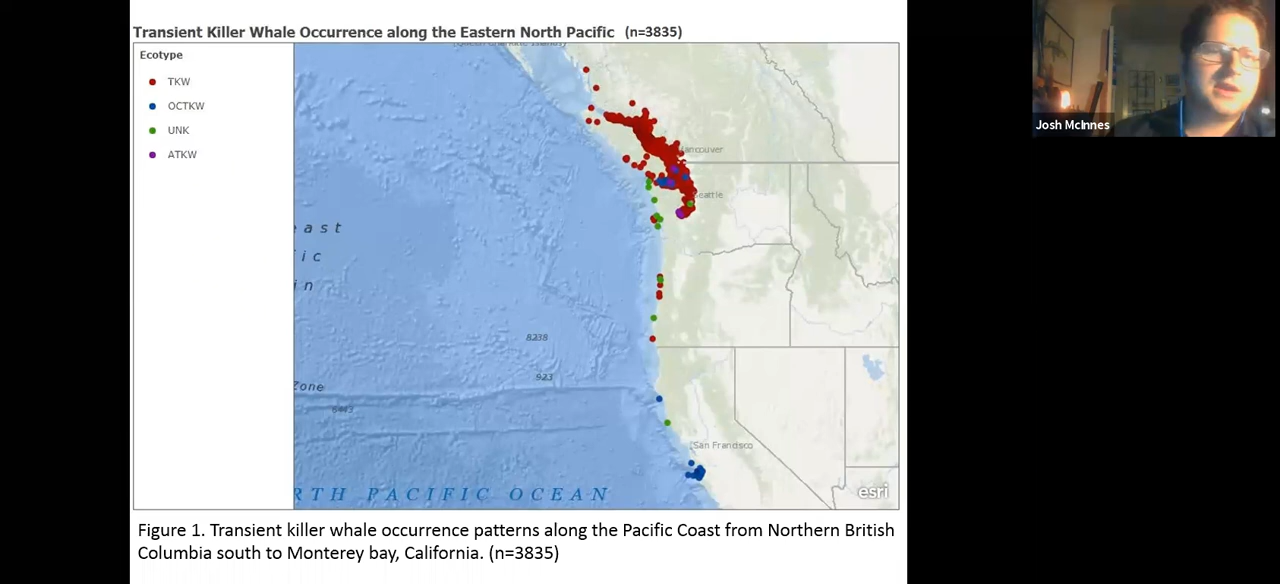 Transient Killer Whale Occurrence along the Eastern North Pacific (n=3835)
Ecotype
TKW
OCTKW
UNK
ATKW
Josh McInnes
Vancouver
Seattle
east
ic
in
8238
923
Zone
6443
San Francisco
esri
RTH PACIFIC OCEAN
Figure 1. Transient killer whale occurrence patterns along the Pacific Coast from Northern British
Columbia south to Monterey bay, California. (n=3835)